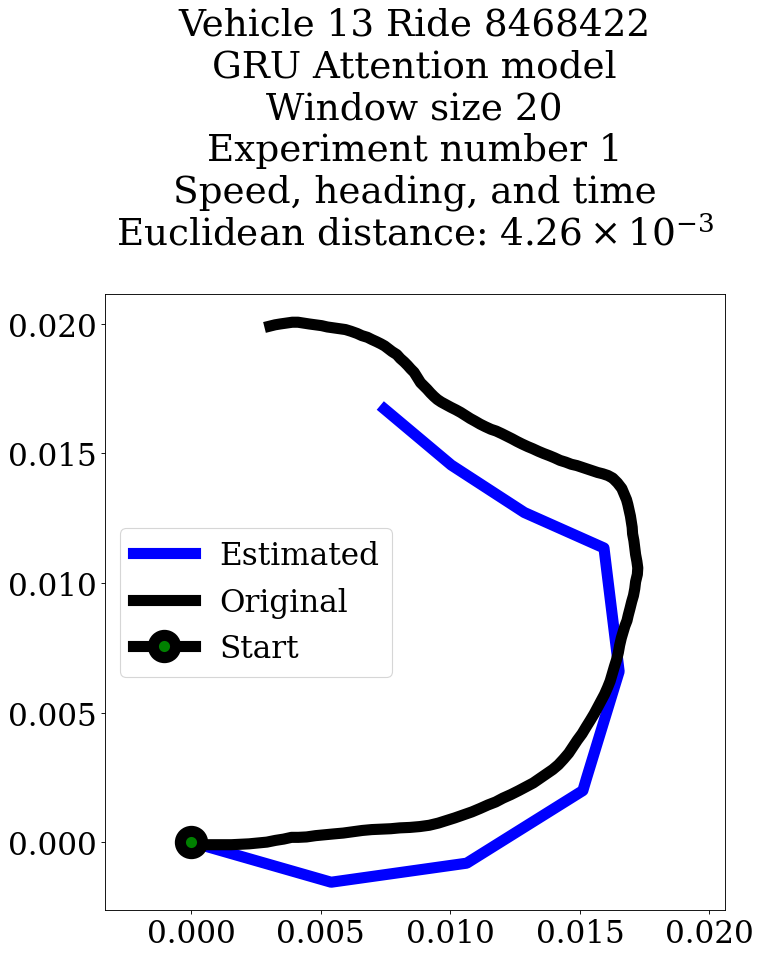 Vehicle 13 Ride 8468422
GRU Attention model
Window size 20
Experiment number 1
Speed, heading, and time
Euclidean distance: 4.26 × 10⁻³
0.020
0.015
0.010
0.005
0.000
Estimated
Original
Start
0.000 0.005 0.010 0.015 0.020